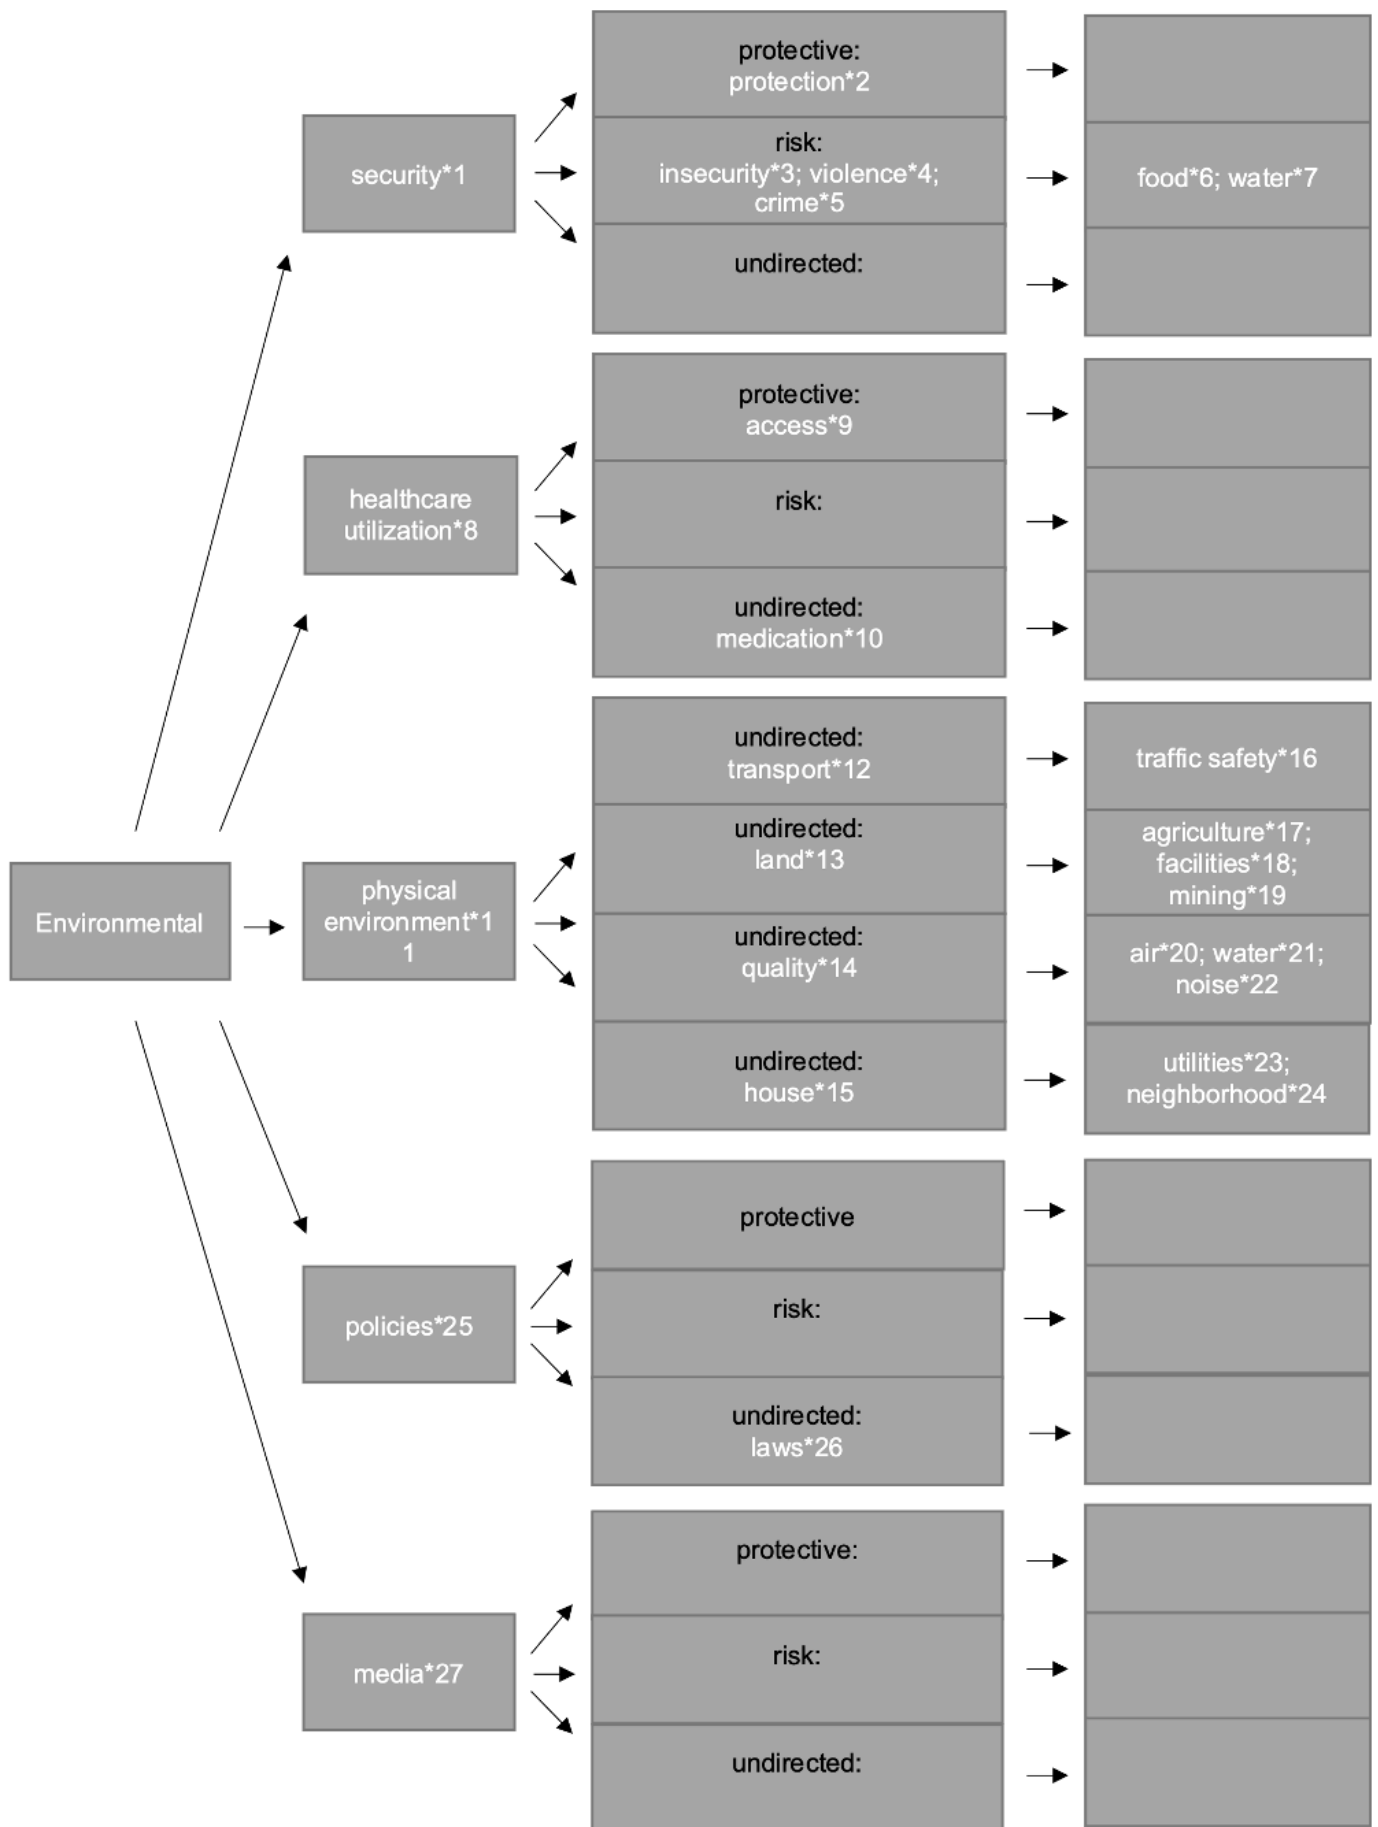 protective:
protection*2
security*1
risk:
insecurity*3; violence*4;
crime*5
food*6; water*7
undirected:
protective:
access*9
healthcare
utilization*8
risk:
undirected:
medication*10
undirected:
transport*12
traffic safety*16
undirected:
land*13
agriculture*17;
facilities*18;
mining*19
Environmental
physical
environment*1
1
undirected:
quality*14
air*20; water*21;
noise*22
undirected:
house*15
utilities*23;
neighborhood*24
protective
policies*25
risk:
undirected:
laws*26
protective:
media*27
risk:
undirected: